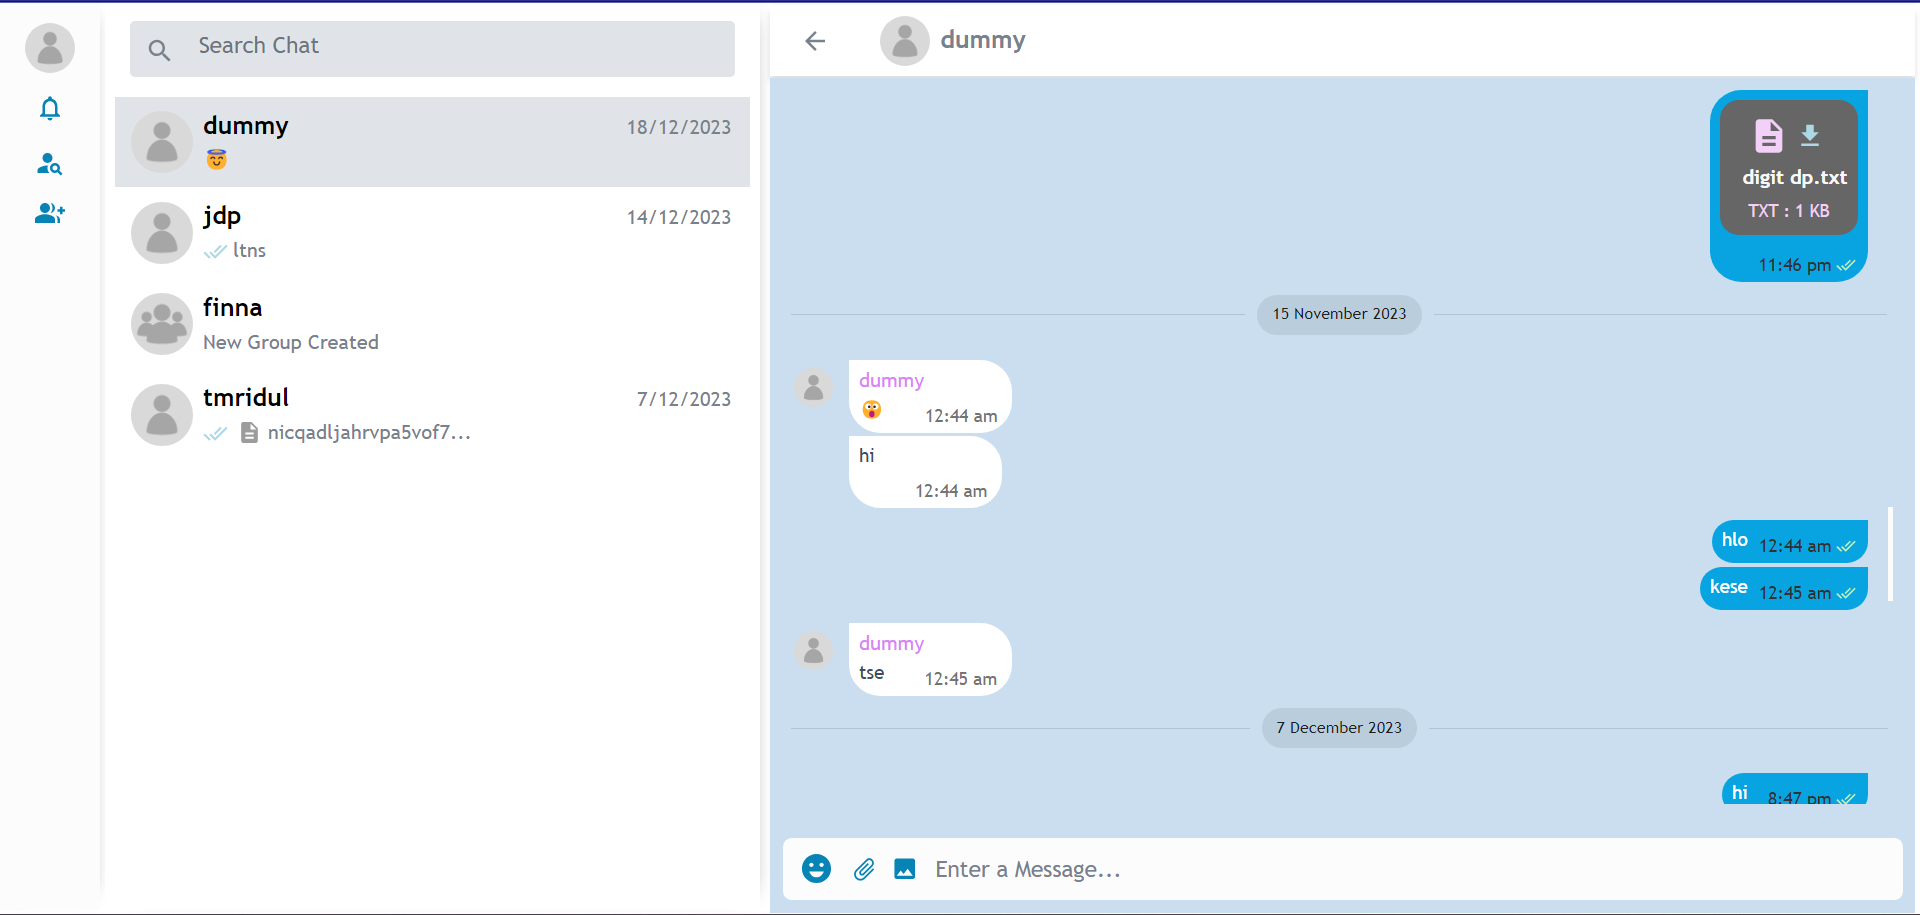 Search Chat
dummy
18/12/2023
jdp
14/12/2023
ltns
finna
New Group Created
tmridul
7/12/2023
nicqadljahrvpa5vof7...
dummy
digit dp.txt
TXT : 1 KB
11:46 pm
15 November 2023
dummy
12:44 am
hi
12:44 am
hlo 12:44 am
kese 12:45 am
dummy
tse 12:45 am
7 December 2023
hi 8:47 pm
Enter a Message...